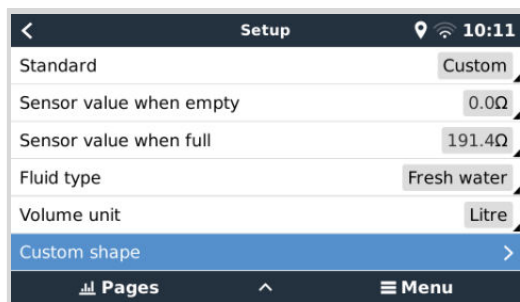 Setup 10:11
Standard Custom
Sensor value when empty 0.0Ω
Sensor value when full 191.4Ω
Fluid type Fresh water
Volume unit Litre
Custom shape
Pages Menu